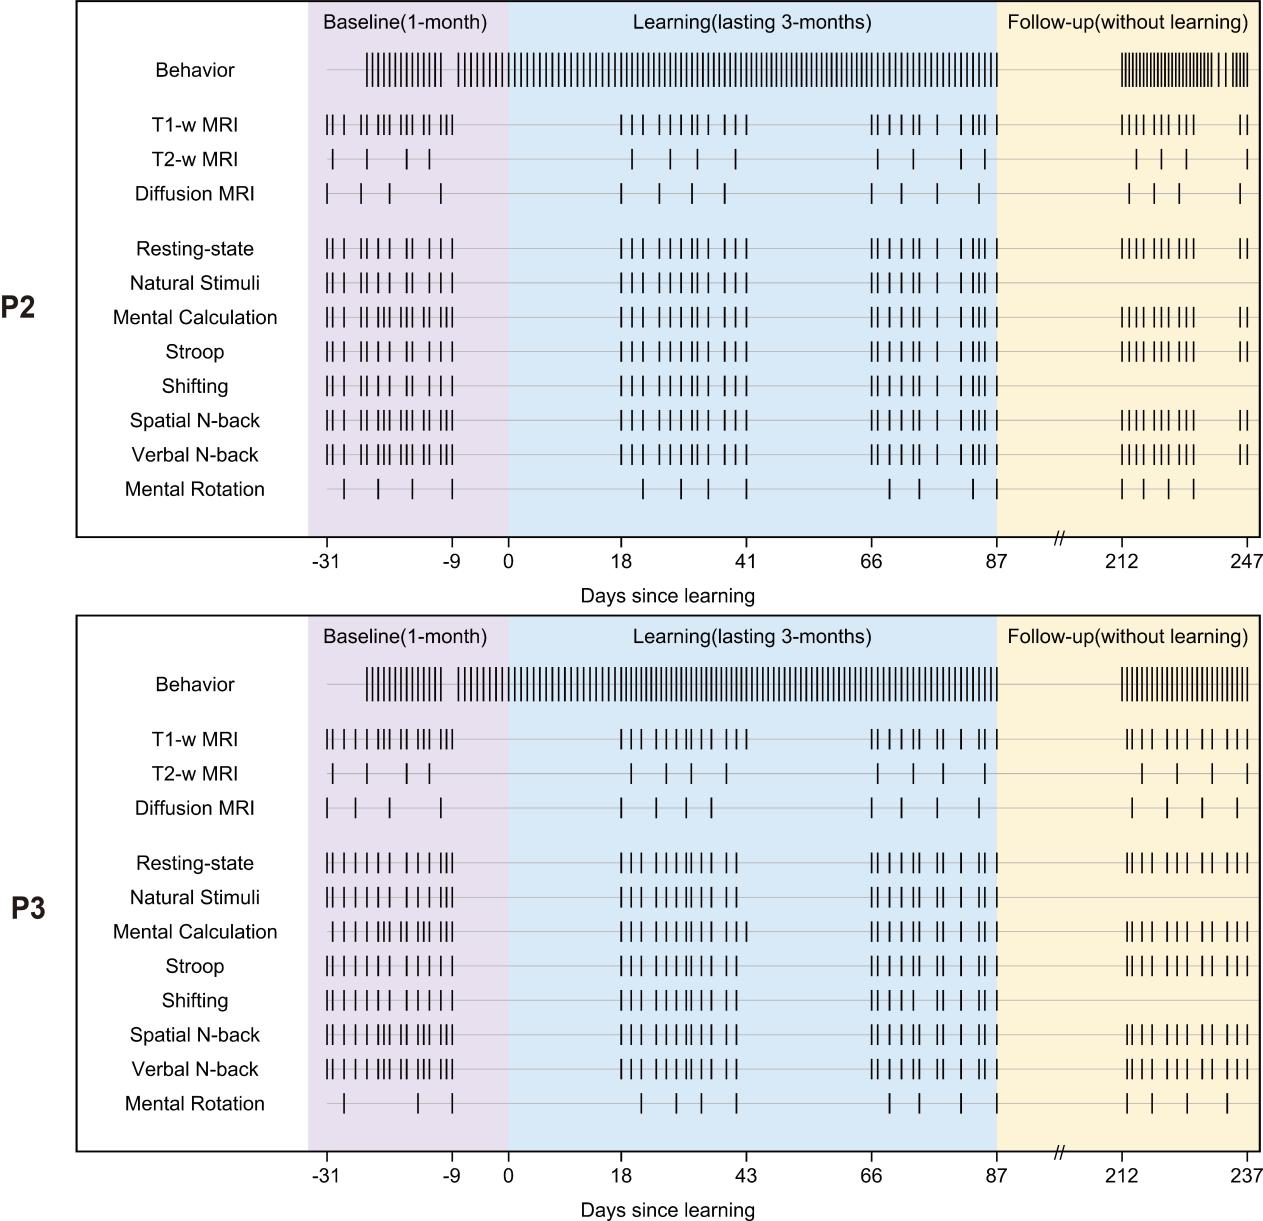 Baseline(1-month) Learning(lasting 3-months) Follow-up(without learning)
Behavior
T1-w MRI
T2-w MRI
Diffusion MRI
Resting-state
Natural Stimuli
P2
Mental Calculation
Stroop
Shifting
Spatial N-back
Verbal N-back
Mental Rotation
-31 -9 0 18 41 66 87 212 247
Days since learning
Baseline(1-month) Learning(lasting 3-months) Follow-up(without learning)
Behavior
T1-w MRI
T2-w MRI
Diffusion MRI
Resting-state
Natural Stimuli
P3
Mental Calculation
Stroop
Shifting
Spatial N-back
Verbal N-back
Mental Rotation
-31 -9 0 18 43 66 87 212 237
Days since learning